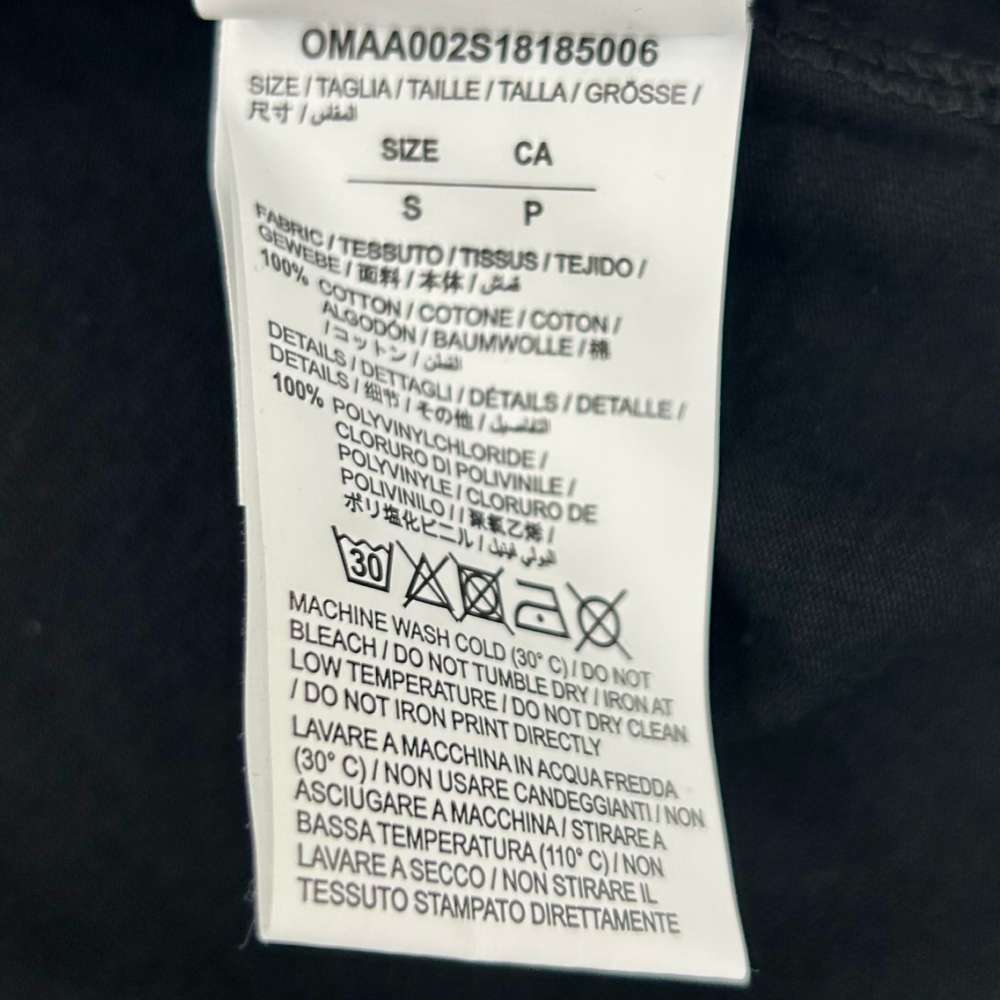 OMAA002S18185006
SIZE / TAGLIA / TAILLE / TALLA / GRÖSSE /
尺寸 / المقاس
SIZE CA
S P
FABRIC / TESSUTO / TISSUS / TEJIDO /
GEWEBE / 面料 / 本体 / قماش
100% COTTON / COTONE / COTON /
ALGODÓN / BAUMWOLLE / 棉
/ コットン / القطن
DETAILS / DETTAGLI / DÉTAILS / DETALLE /
DETAILS / 细节 / その他 / التفاصيل
100% POLYVINYLCHLORIDE /
CLORURO DI POLIVINILE /
POLYVINYLE / CLORURO DE
POLIVINILO / / 聚氯乙烯 /
ポリ塩化ビニル / البولي فينيل
30
MACHINE WASH COLD (30° C) / DO NOT
BLEACH / DO NOT TUMBLE DRY / IRON AT
LOW TEMPERATURE / DO NOT DRY CLEAN
/ DO NOT IRON PRINT DIRECTLY
LAVARE A MACCHINA IN ACQUA FREDDA
(30° C) / NON USARE CANDEGGIANTI / NON
ASCIUGARE A MACCHINA / STIRARE A
BASSA TEMPERATURA (110° C) / NON
LAVARE A SECCO / NON STIRARE IL
TESSUTO STAMPATO DIRETTAMENTE